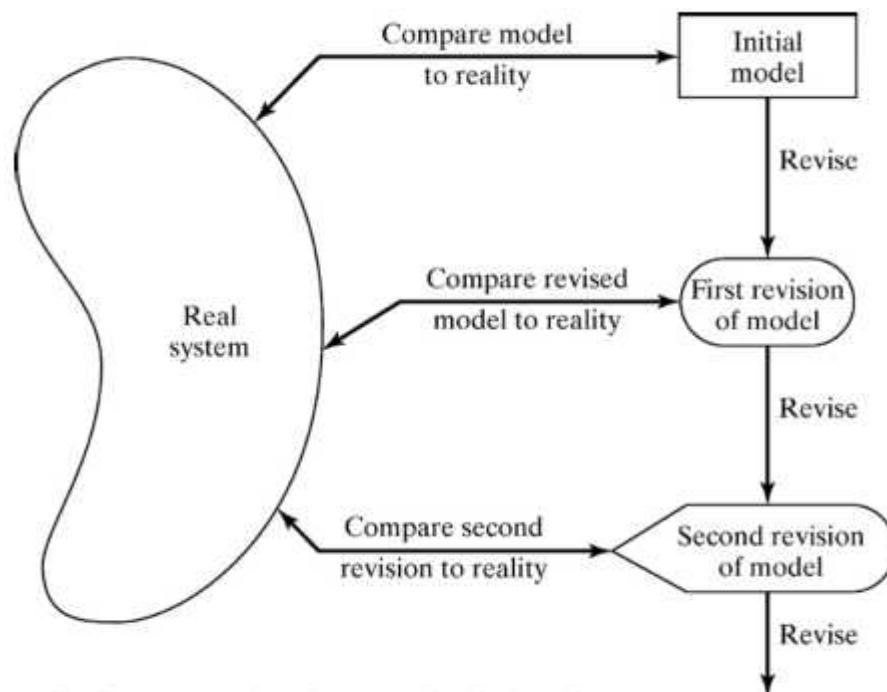 Compare model
to reality
Initial
model
Revise
Compare revised
model to reality
First revision
of model
Real
system
Revise
Compare second
revision to reality
Second revision
of model
Revise